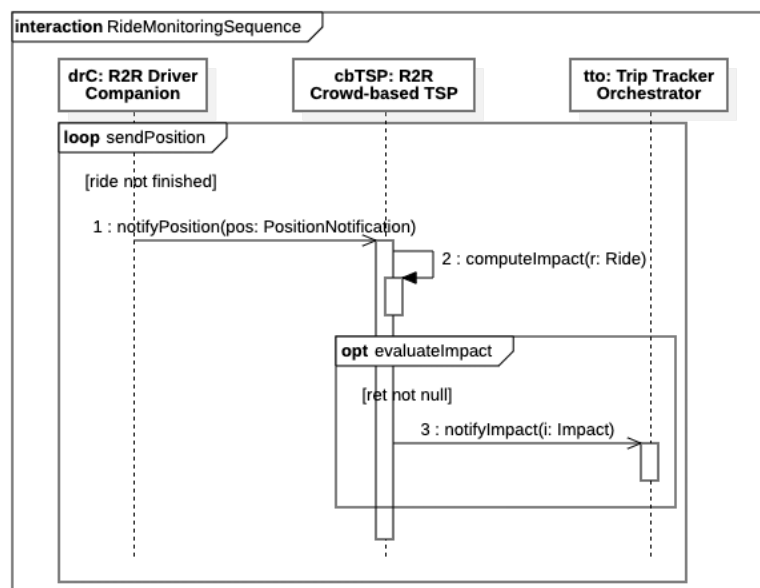 interaction RideMonitoringSequence
drC: R2R Driver
Companion
cbTSP: R2R
Crowd-based TSP
tto: Trip Tracker
Orchestrator
loop sendPosition
[ride not finished]
1 : notifyPosition(pos: PositionNotification)
2 : computeImpact(r: Ride)
opt evaluateImpact
[ret not null]
3 : notifyImpact(i: Impact)